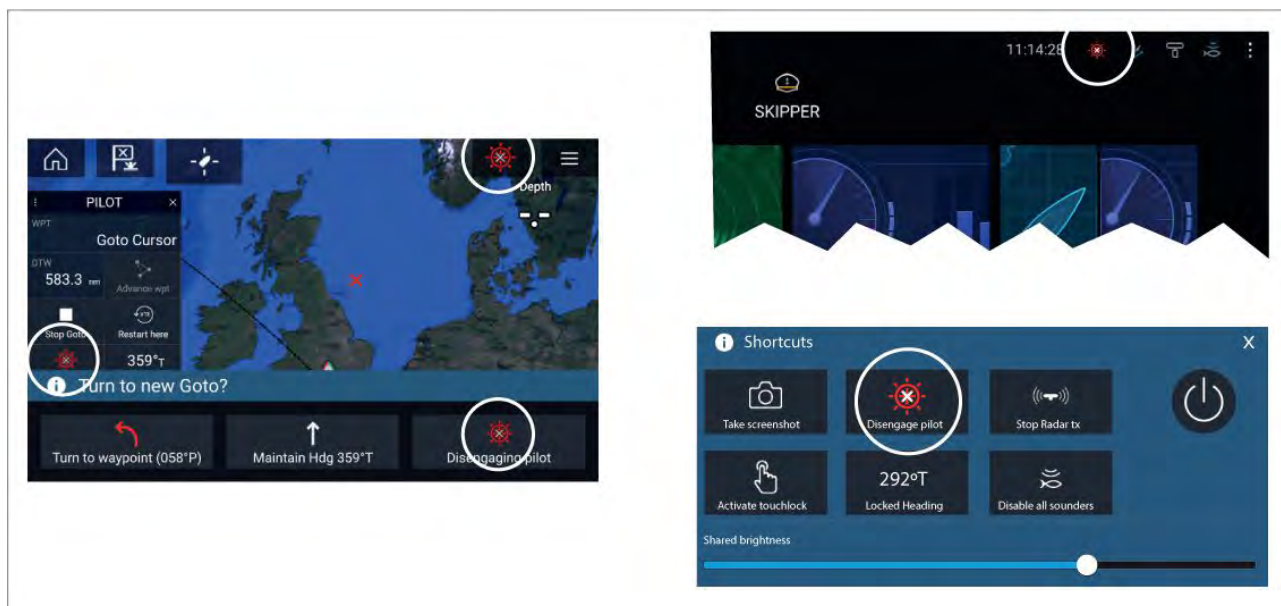 Depth
PILOT
×
WPT
Goto Cursor
DTW
583.3 nm
Advance wpt
Stop Goto
XTE
Restart here
359°T
Turn to new Goto?
Turn to waypoint (058°P)
Maintain Hdg 359°T
Disengaging pilot
11:14:28
SKIPPER
Shortcuts
X
Take screenshot
Disengage pilot
Stop Radar tx
Activate touchlock
292°T
Locked Heading
Disable all sounders
Shared brightness